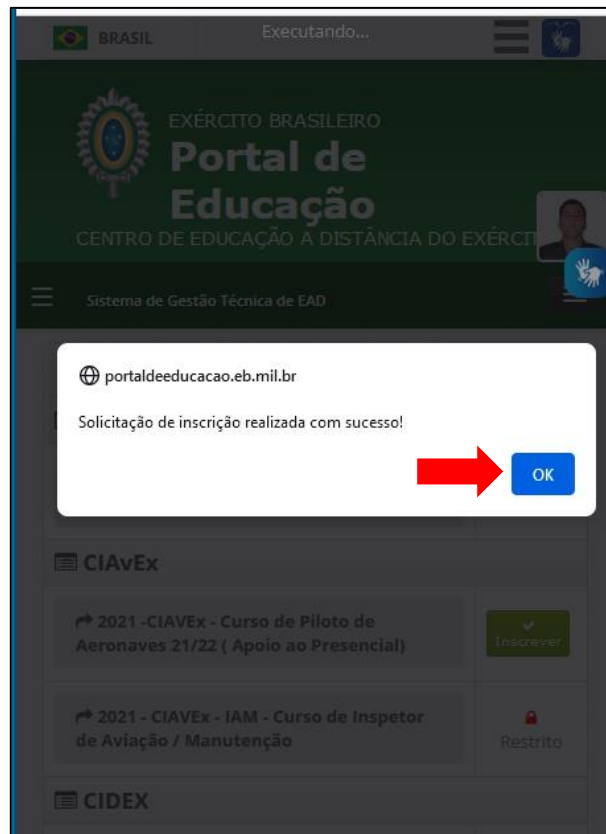 BRASIL
Executando...
EXÉRCITO BRASILEIRO
Portal de
Educação
CENTRO DE EDUCAÇÃO A DISTÂNCIA DO
Sistema de Gestão Técnica de EAD
portaldeeducacao.eb.mil.br
Solicitação de inscrição realizada com sucesso!
OK
CIAvEx
2021 -CIAVEx - Curso de Piloto de
Aeronaves 21/22 ( Apoio ao Presencial)
Inscrever
2021 - CIAVEx - IAM - Curso de Inspetor
de Aviação / Manutenção
Restrito
CIDEX